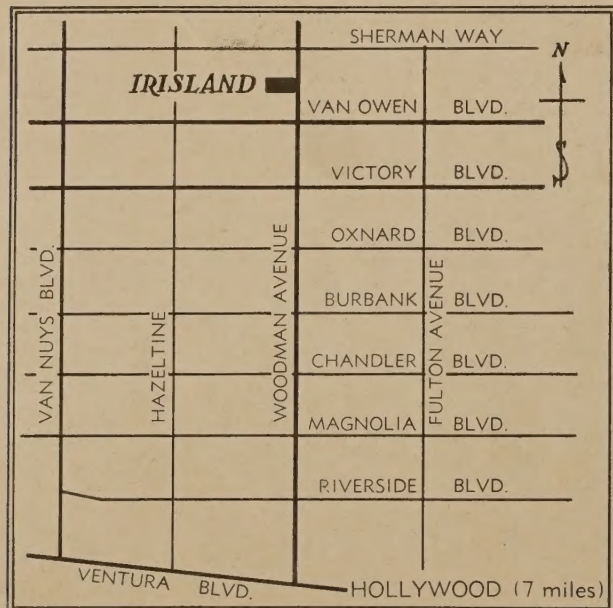 SHERMAN WAY
N
IRISLAND
VAN OWEN BLVD.
S
VICTORY BLVD.
OXNARD BLVD.
VAN NUYS BLVD.
HAZELTINE
WOODMAN AVENUE
FULTON AVENUE
BURBANK BLVD.
CHANDLER BLVD.
MAGNOLIA BLVD.
RIVERSIDE BLVD.
VENTURA BLVD.
HOLLYWOOD (7 miles)